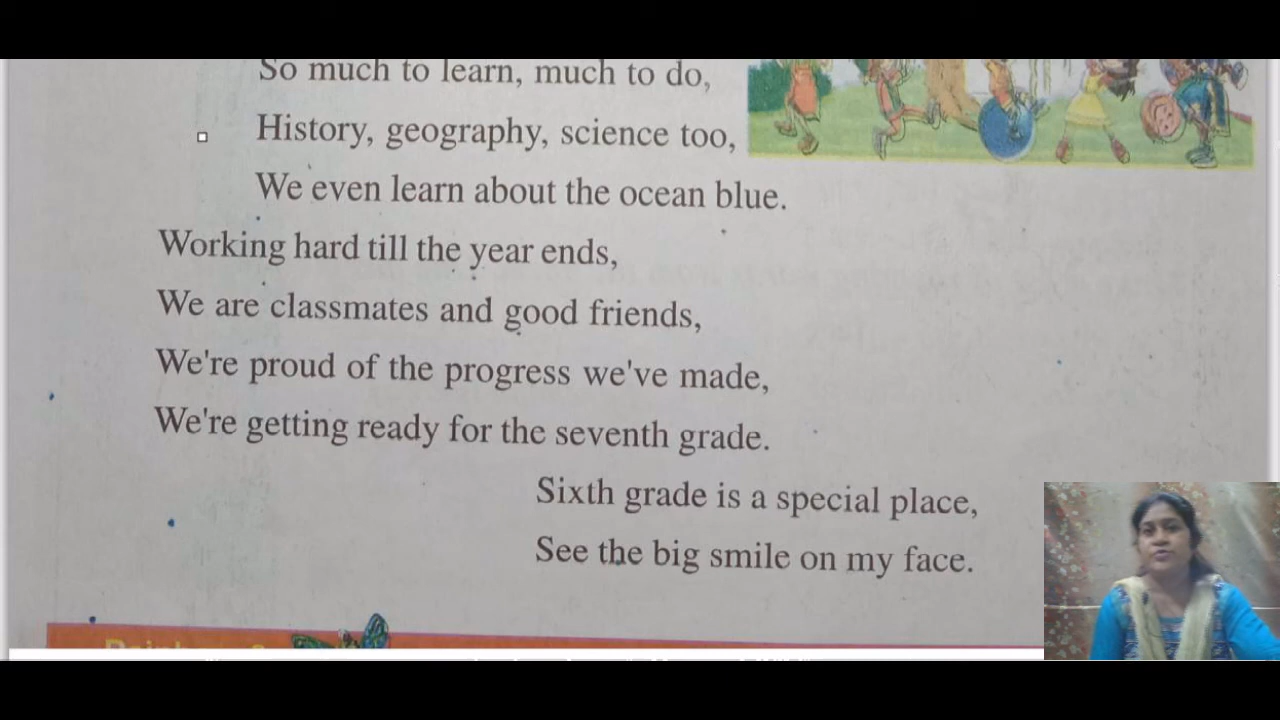 So much to learn, much to do,
History, geography, science too,
We even learn about the ocean blue.
Working hard till the year ends,
We are classmates and good friends,
We're proud of the progress we've made,
We're getting ready for the seventh grade.
Sixth grade is a special place,
See the big smile on my face.